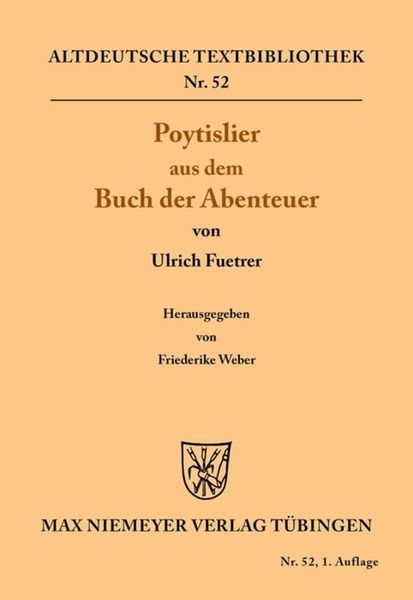 ALTDEUTSCHE TEXTBIBLIOTHEK
Nr. 52
Poytislier
aus dem
Buch der Abenteuer
von
Ulrich Fuetrer
Herausgegeben
von
Friederike Weber
MAX NIEMEYER VERLAG TÜBINGEN
Nr. 52, 1. Auflage